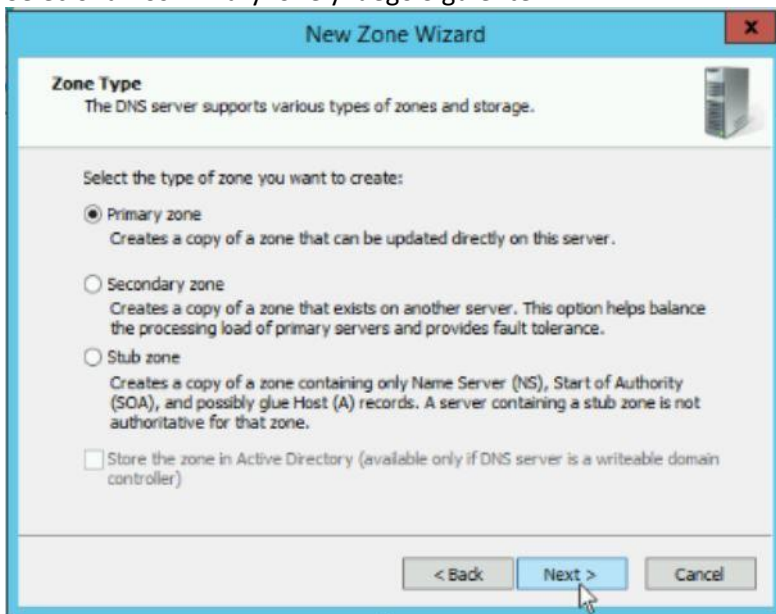 New Zone Wizard
x
Zone Type
The DNS server supports various types of zones and storage.
Select the type of zone you want to create:
Primary zone
Creates a copy of a zone that can be updated directly on this server.
Secondary zone
Creates a copy of a zone that exists on another server. This option helps balance
the processing load of primary servers and provides fault tolerance.
Stub zone
Creates a copy of a zone containing only Name Server (NS), Start of Authority
(SOA), and possibly glue Host (A) records. A server containing a stub zone is not
authoritative for that zone.
Store the zone in Active Directory (available only if DNS server is a writeable domain
controller)
< Back Next > Cancel